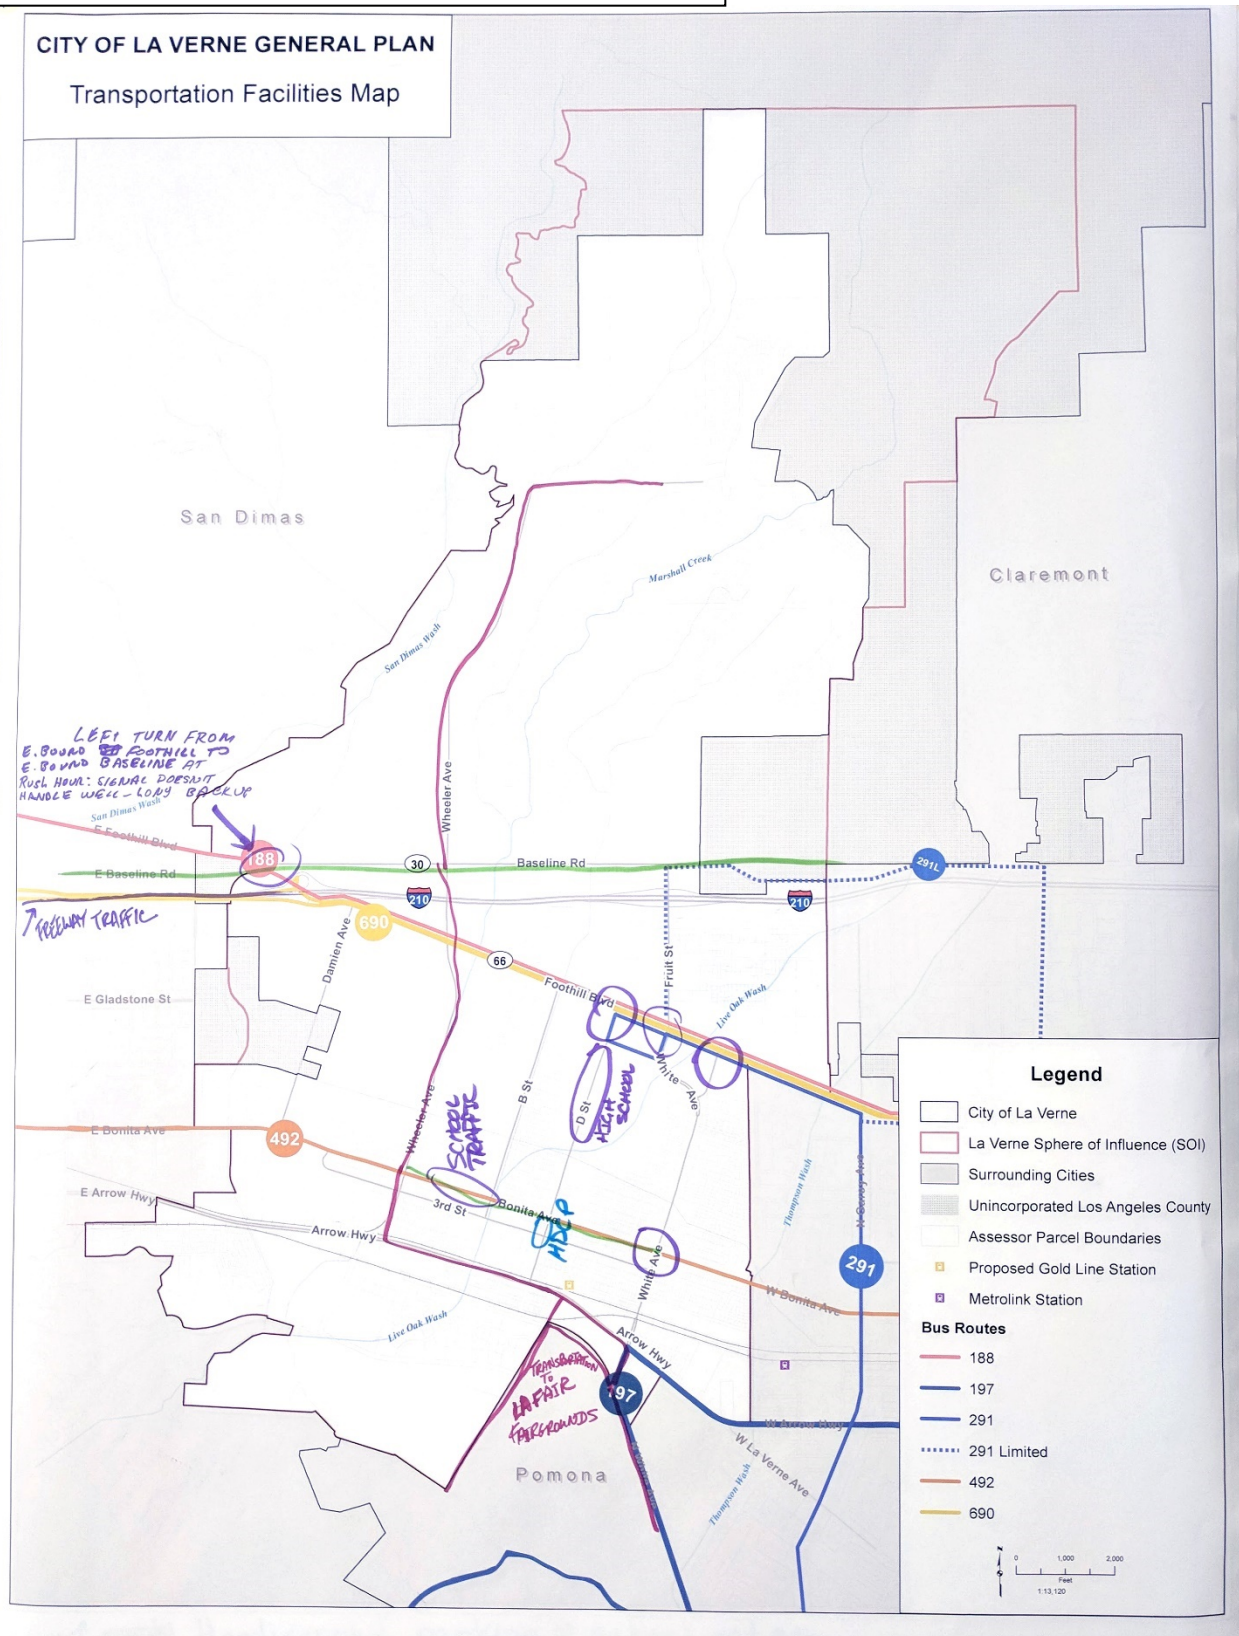 CITY OF LA VERNE GENERAL PLAN
Transportation Facilities Map
San Dimas
Claremont
Marshall Creek
San Dimas Wash
LEFT TURN FROM
E. BOUND FOOTHILL TO
E. BOUND BASELINE AT
RUSH HOUR: SIGNAL DOESN'T
HANDLE WELL - LONG BACKUP
San Dimas Wash
E Foothill Blvd
188
E Baseline Rd
30
Baseline Rd
291L
210
210
Wheeler Ave
FREEWAY TRAFFIC
690
66
Damien Ave
Foothill Blvd
Fruit St
Live Oak Wash
E Gladstone St
White Ave
B St
D St
HIGH
SCHOOL
SCHOOL
TRAFFIC
Wheeler Ave
E Bonita Ave
492
E Arrow Hwy
3rd St
Bonita Ave
Arrow Hwy
White Ave
Thompson Wash
291
W Bonita Ave
Live Oak Wash
Arrow Hwy
TRANSPORTATION
TO
LA FAIR
FAIRGROUNDS
197
W Arrow Hwy
W La Verne Ave
Thompson Wash
Pomona
Legend
City of La Verne
La Verne Sphere of Influence (SOI)
Surrounding Cities
Unincorporated Los Angeles County
Assessor Parcel Boundaries
Proposed Gold Line Station
Metrolink Station
Bus Routes
188
197
291
291 Limited
492
690
N
0 1,000 2,000
Feet
1:13,120